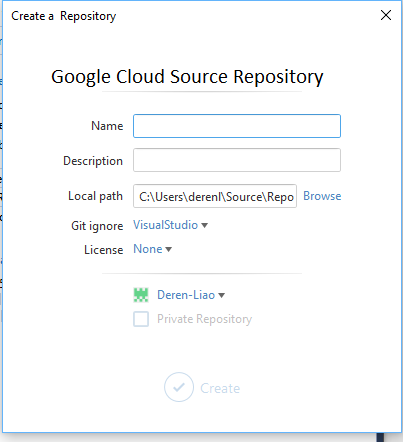 Create a Repository
Google Cloud Source Repository
Name
Description
Local path C:\Users\derenl\Source\Repo Browse
Git ignore VisualStudio
License None
Deren-Liao
Private Repository
Create